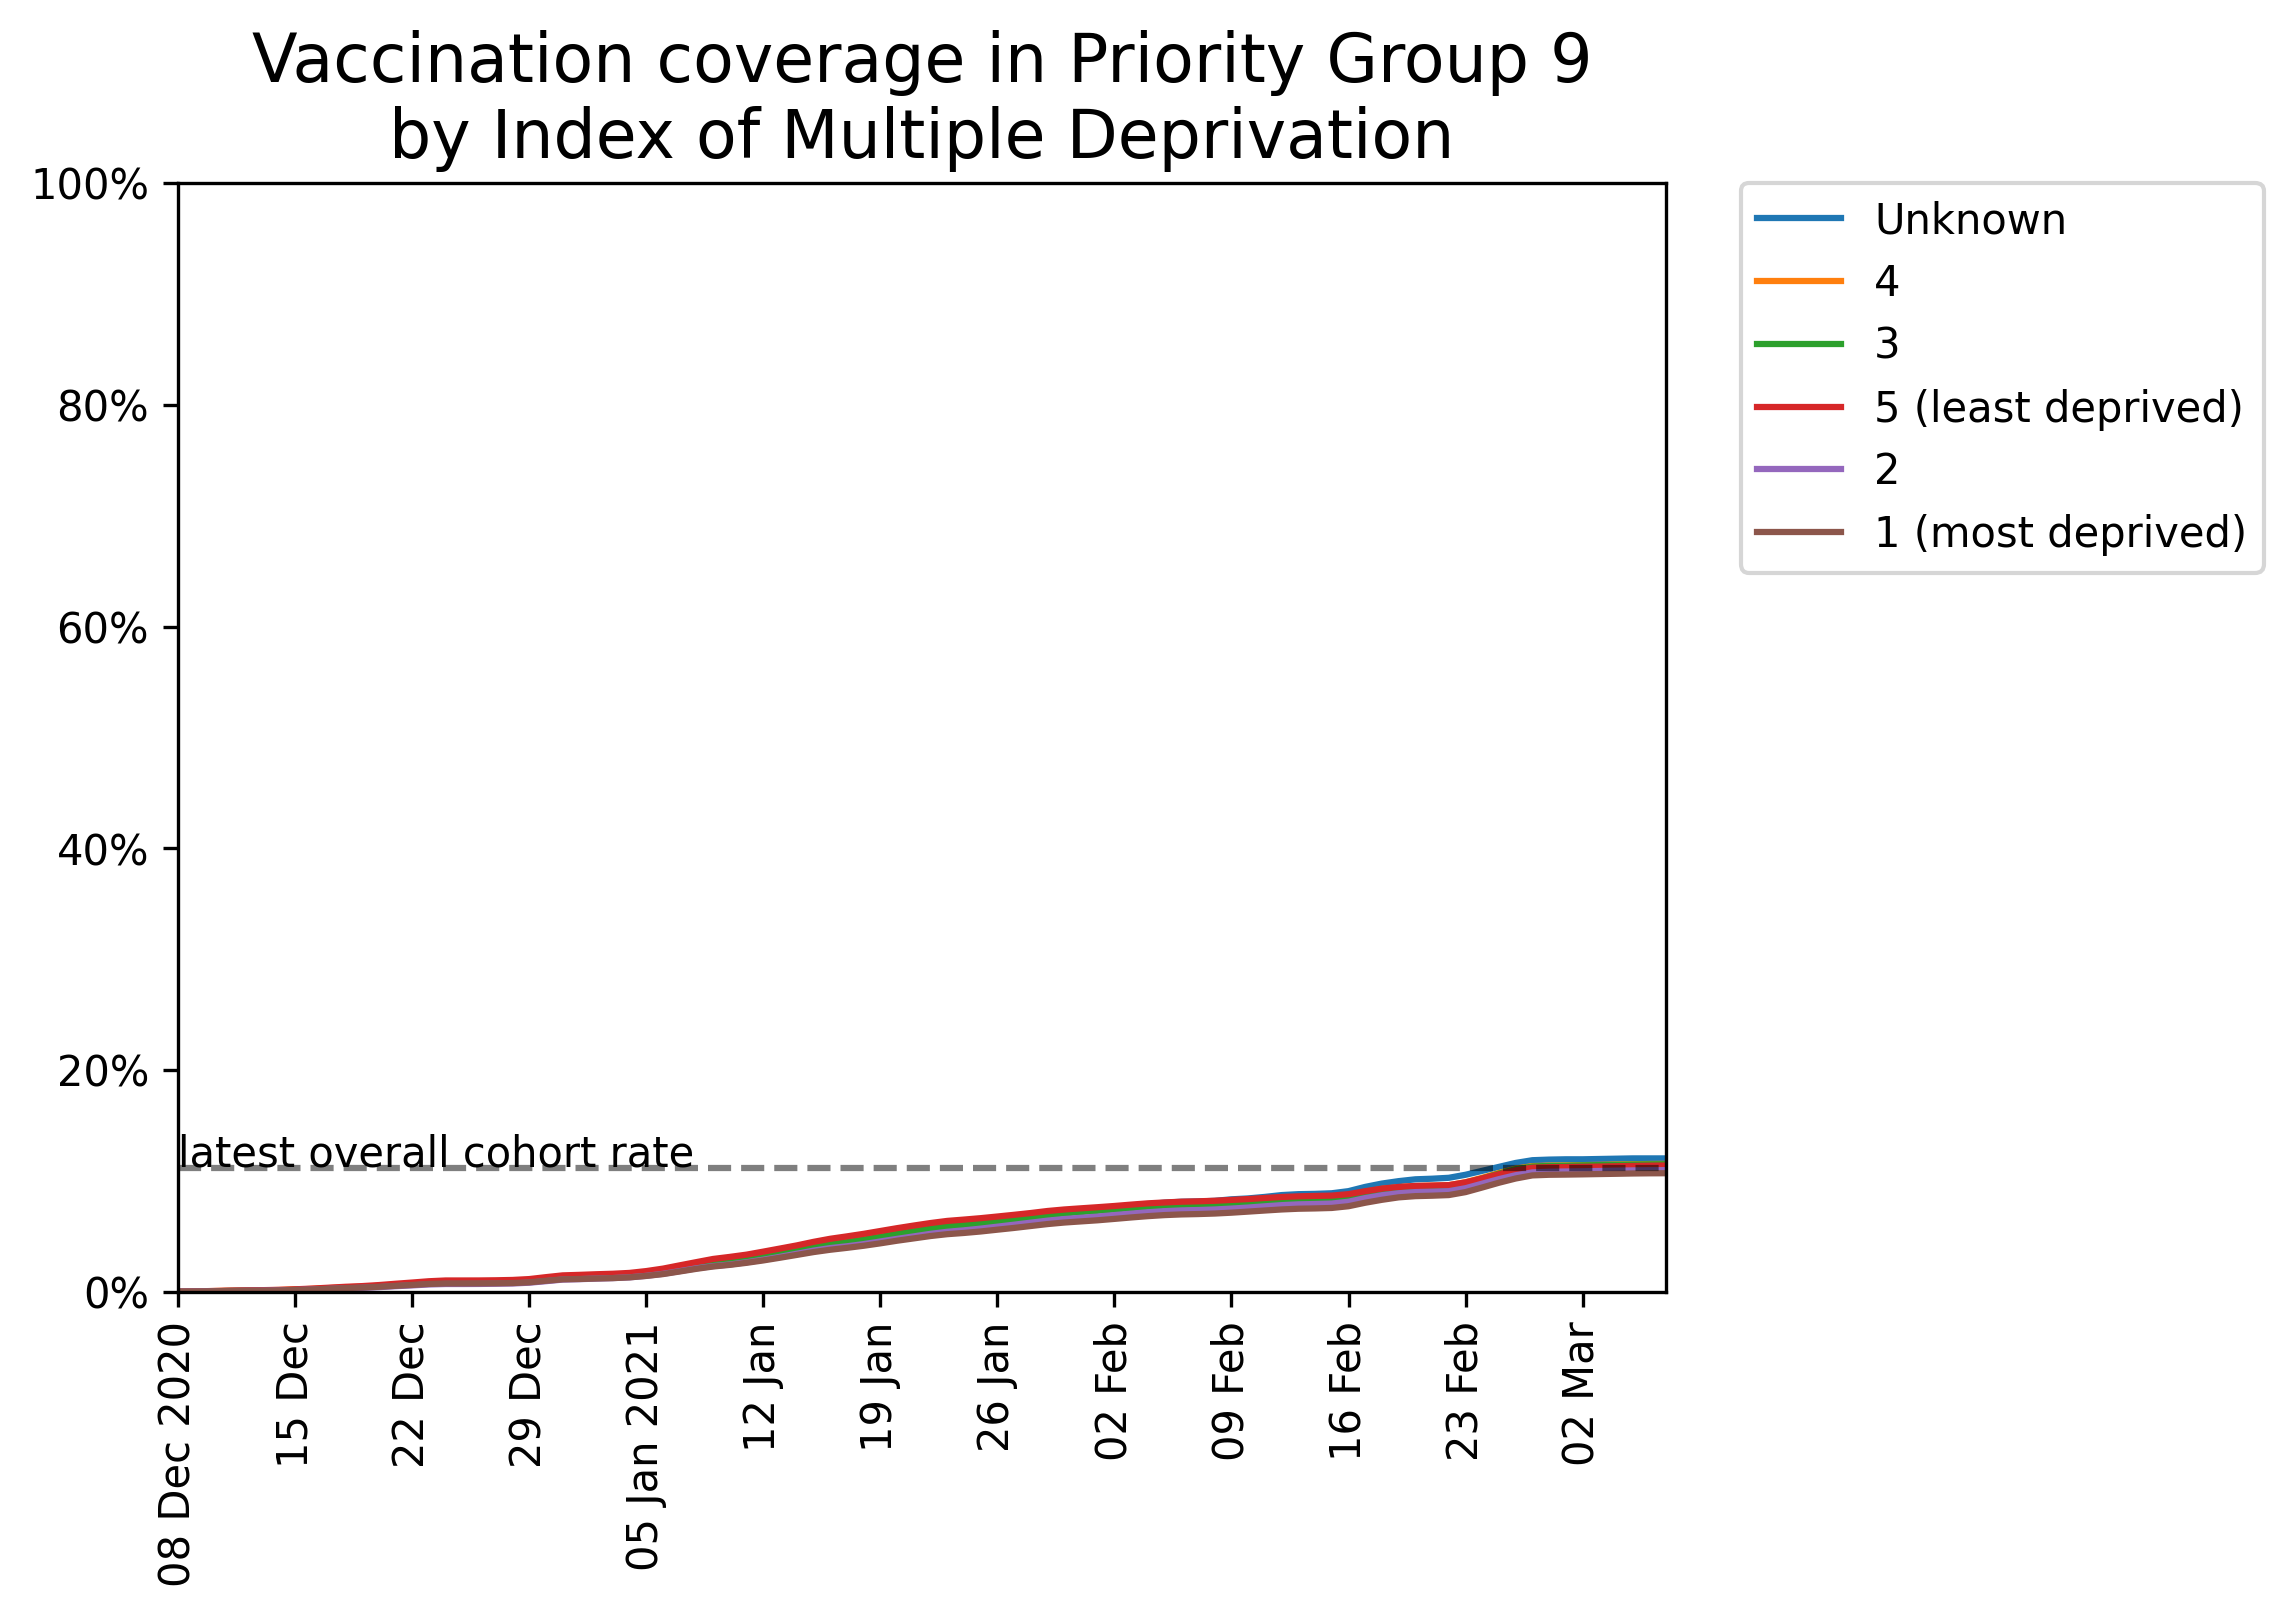 Vaccination coverage in Priority Group 9
by Index of Multiple Deprivation
100%
80%
60%
40%
20%
0%
latest overall cohort rate
08 Dec 2020
15 Dec
22 Dec
29 Dec
05 Jan 2021
12 Jan
19 Jan
26 Jan
02 Feb
09 Feb
16 Feb
23 Feb
02 Mar
Unknown
4
3
5 (least deprived)
2
1 (most deprived)